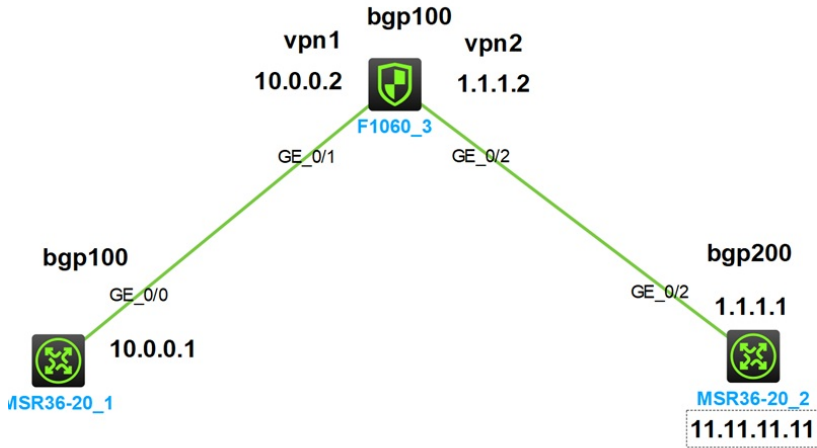 bgp100
vpn1
vpn2
10.0.0.2
1.1.1.2
F1060_3
GE_0/1
GE_0/2
bgp100
bgp200
GE_0/0
GE_0/2
1.1.1.1
10.0.0.1
MSR36-20_1
MSR36-20_2
11.11.11.11